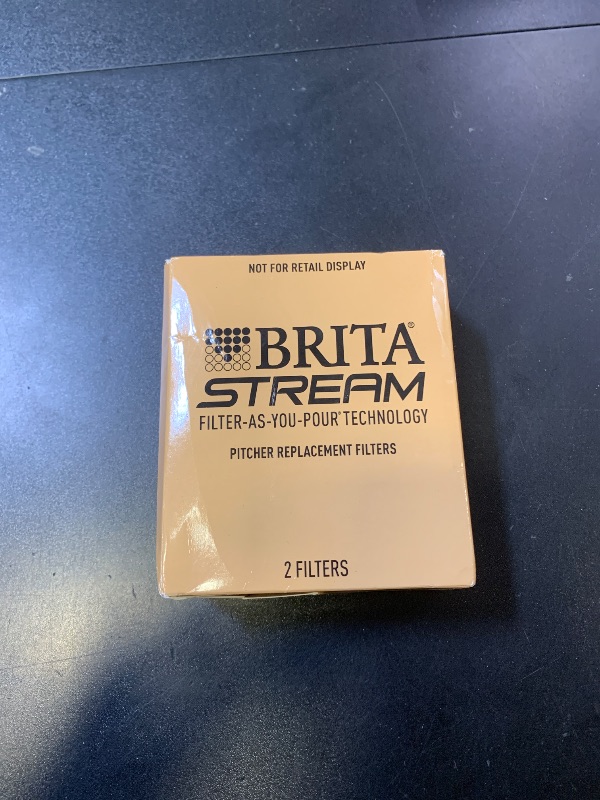 NOT FOR RETAIL DISPLAY
BRITA®
STREAM
FILTER-AS-YOU-POUR® TECHNOLOGY
PITCHER REPLACEMENT FILTERS
2 FILTERS